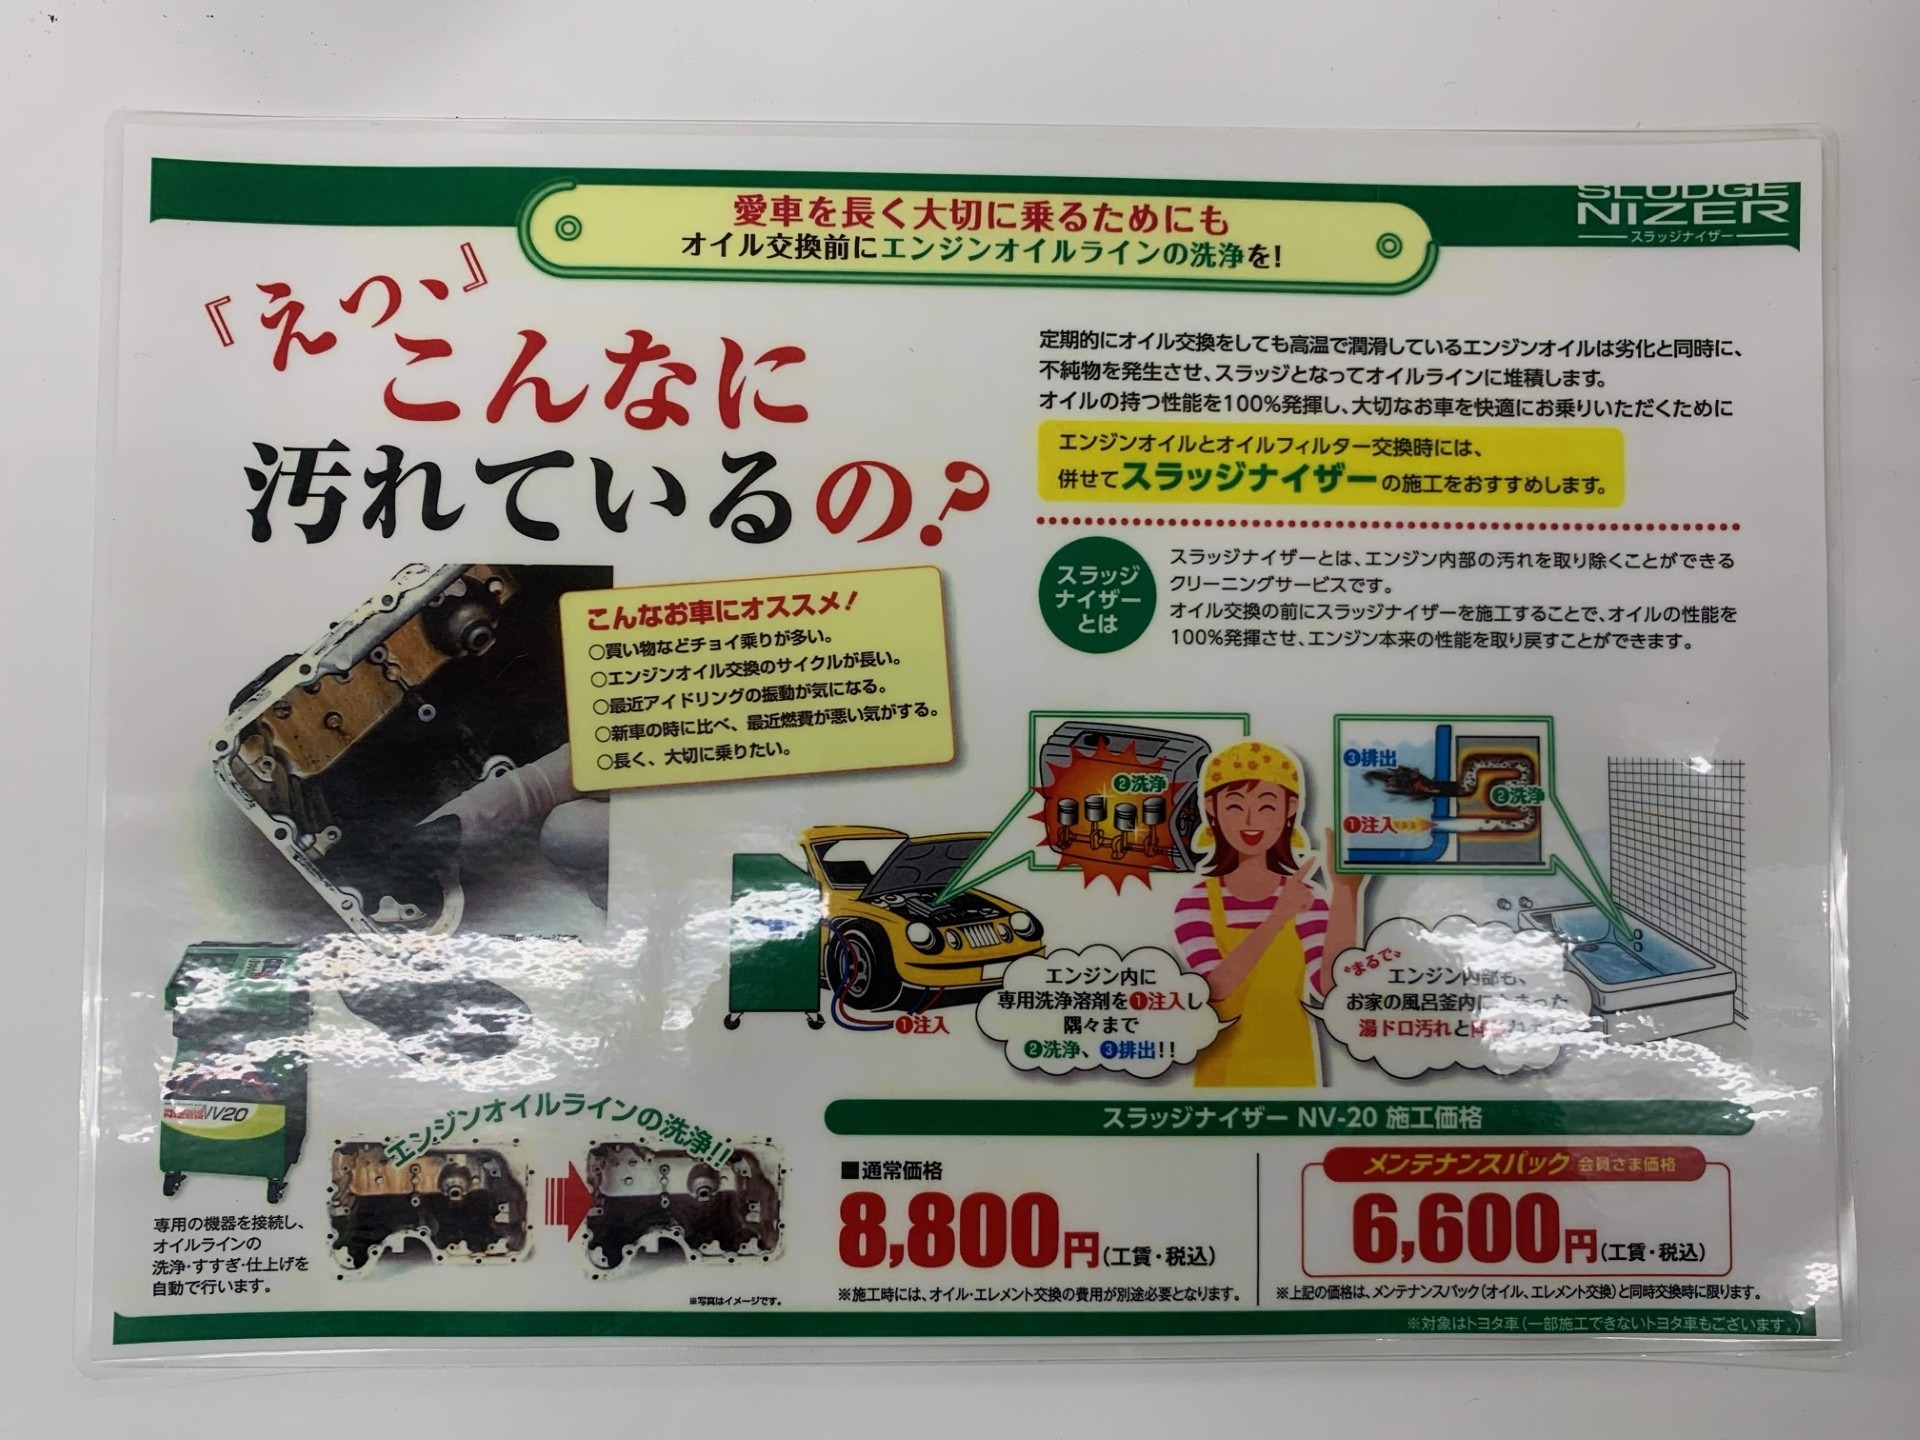 愛車を長く大切に乗るためにも
オイル交換前にエンジンオイルラインの洗浄を!
SLUDGE
NIZER
スラッジナイザー
『えっ、』
こんなに
汚れているの?
定期的にオイル交換をしても高温で潤滑しているエンジンオイルは劣化と同時に、
不純物を発生させ、スラッジとなってオイルラインに堆積します。
オイルの持つ性能を100%発揮し、大切なお車を快適にお乗りいただくために
エンジンオイルとオイルフィルター交換時には、
併せてスラッジナイザーの施工をおすすめします。
スラッジ
ナイザー
とは
スラッジナイザーとは、エンジン内部の汚れを取り除くことができる
クリーニングサービスです。
オイル交換の前にスラッジナイザーを施工することで、オイルの性能を
100%発揮させ、エンジン本来の性能を取り戻すことができます。
こんなお車にオススメ!
○買い物などチョイ乗りが多い。
○エンジンオイル交換のサイクルが長い。
○最近アイドリングの振動が気になる。
○新車の時に比べ、最近燃費が悪い気がする。
○長く、大切に乗りたい。
❷洗浄
❸排出
❷洗浄
❶注入
❶注入
エンジン内に
専用洗浄溶剤を❶注入し
隅々まで
❷洗浄、❸排出!!
"まるで"
エンジン内部も、
お家の風呂釜内に
湯ドロ汚れと
NV20
専用の機器を接続し、
オイルラインの
洗浄・すすぎ・仕上げを
自動で行います。
エンジンオイルラインの洗浄!!
※写真はイメージです。
スラッジナイザー NV-20 施工価格
■通常価格
8,800円(工賃・税込)
※施工時には、オイル・エレメント交換の費用が別途必要となります。
メンテナンスパック 会員さま価格
6,600円(工賃・税込)
※上記の価格は、メンテナンスパック(オイル、エレメント交換)と同時交換時に限ります。
※対象はトヨタ車(一部施工できないトヨタ車もございます。)